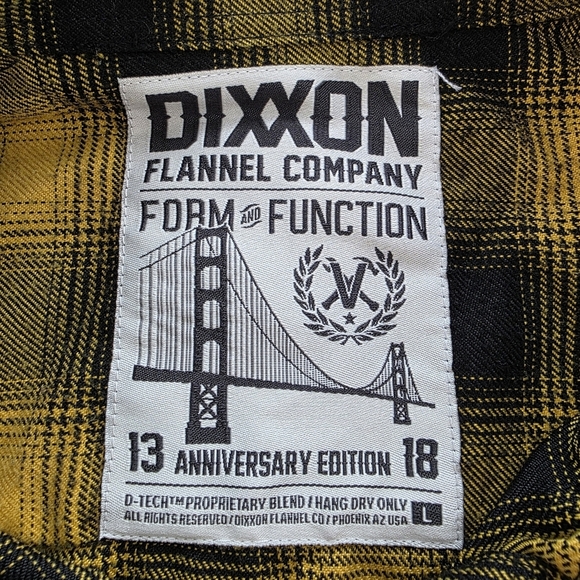 DIXXON
FLANNEL COMPANY
FORM AND FUNCTION
V
13 ANNIVERSARY EDITION 18
D-TECH™ PROPRIETARY BLEND / HANG DRY ONLY
ALL RIGHTS RESERVED / DIXXON FLANNEL CO / PHOENIX AZ USA L